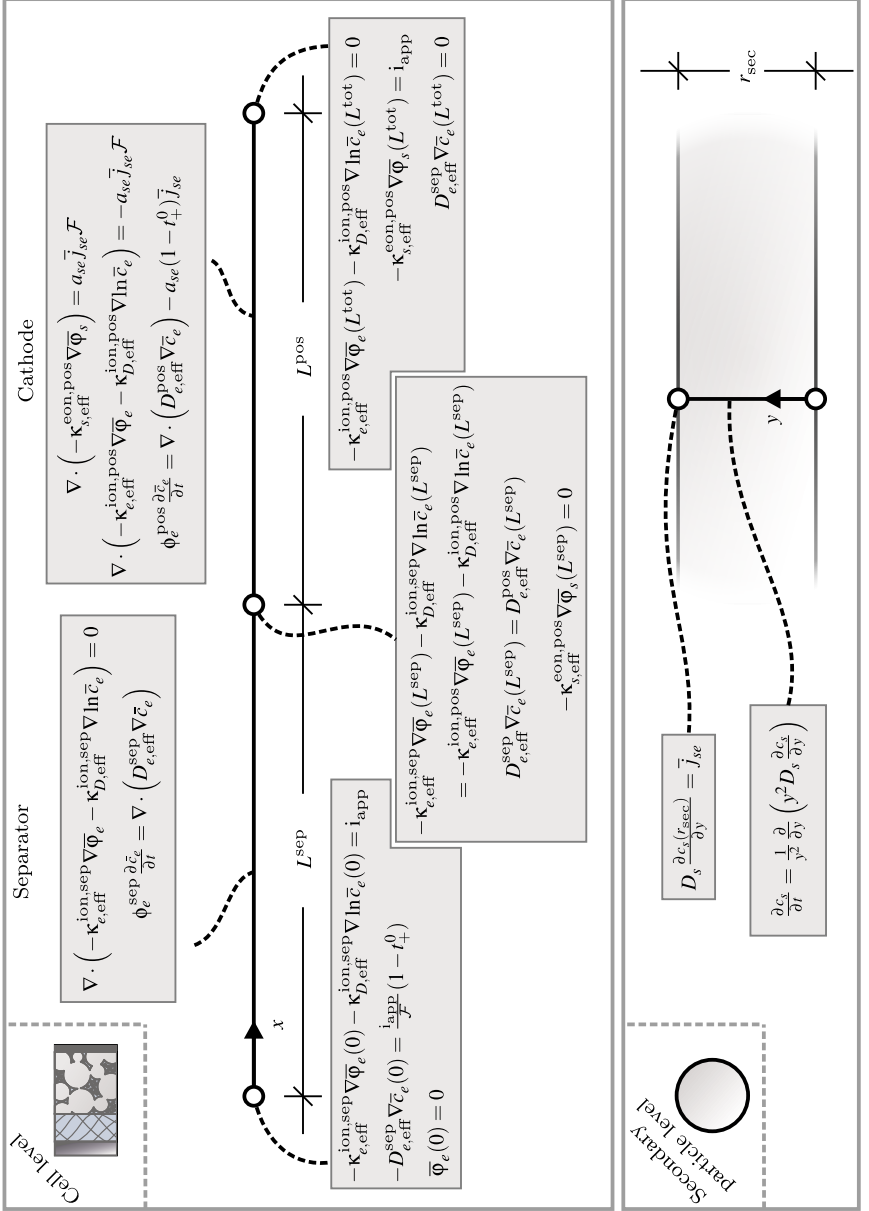 Cell level
Separator
Cathode
∇ · (−κ_{e,eff}^{ion,sep} ∇φ̅_e − κ_{D,eff}^{ion,sep} ∇ln c̅_e) = 0
ϕ_e^{sep} ∂c̅_e/∂t = ∇ · (D_{e,eff}^{sep} ∇c̅_e)
∇ · (−κ_{s,eff}^{eon,pos} ∇φ̅_s) = a_{se} j̅_{se} ℱ
∇ · (−κ_{e,eff}^{ion,pos} ∇φ̅_e − κ_{D,eff}^{ion,pos} ∇ln c̅_e) = −a_{se} j̅_{se} ℱ
ϕ_e^{pos} ∂c̅_e/∂t = ∇ · (D_{e,eff}^{pos} ∇c̅_e) − a_{se}(1 − t_+^0) j̅_{se}
x
L^{sep}
L^{pos}
−κ_{e,eff}^{ion,sep} ∇φ̅_e(0) − κ_{D,eff}^{ion,sep} ∇ln c̅_e(0) = i_{app}
−D_{e,eff}^{sep} ∇c̅_e(0) = i_{app}/ℱ (1 − t_+^0)
φ̅_e(0) = 0
−κ_{e,eff}^{ion,sep} ∇φ̅_e(L^{sep}) − κ_{D,eff}^{ion,sep} ∇ln c̅_e(L^{sep})
= −κ_{e,eff}^{ion,pos} ∇φ̅_e(L^{sep}) − κ_{D,eff}^{ion,pos} ∇ln c̅_e(L^{sep})
D_{e,eff}^{sep} ∇c̅_e(L^{sep}) = D_{e,eff}^{pos} ∇c̅_e(L^{sep})
−κ_{s,eff}^{eon,pos} ∇φ̅_s(L^{sep}) = 0
−κ_{e,eff}^{ion,pos} ∇φ̅_e(L^{tot}) − κ_{D,eff}^{ion,pos} ∇ln c̅_e(L^{tot}) = 0
−κ_{s,eff}^{eon,pos} ∇φ̅_s(L^{tot}) = i_{app}
D_{e,eff}^{sep} ∇c̅_e(L^{tot}) = 0
Secondary
particle level
D_s ∂c_s(r_{sec})/∂y = j̅_{se}
∂c_s/∂t = 1/y² ∂/∂y (y² D_s ∂c_s/∂y)
y
r_{sec}